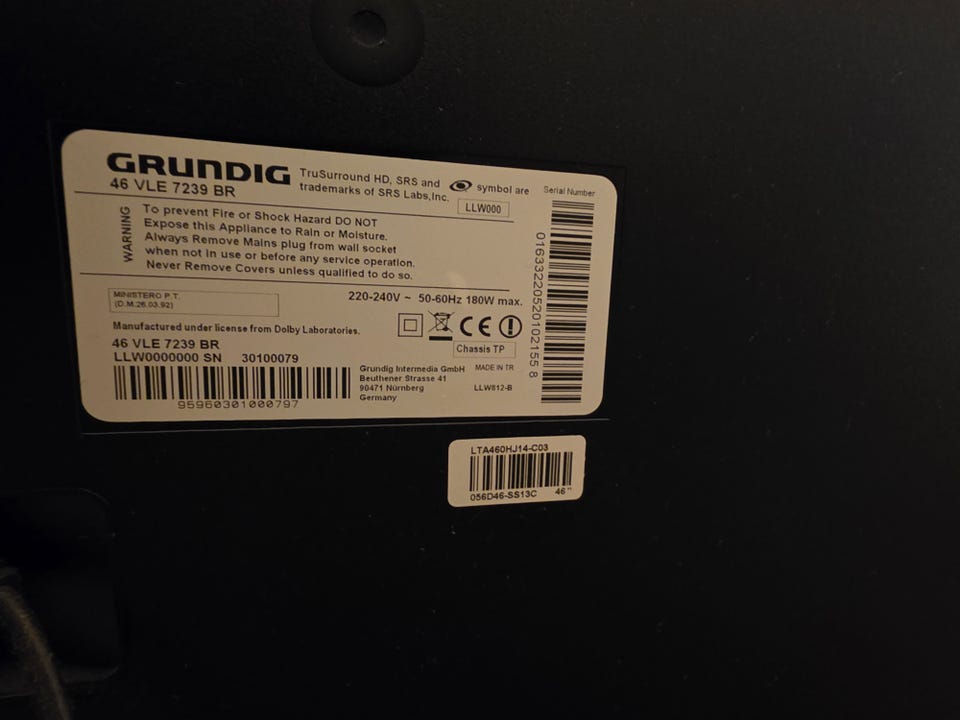 GRUNDIG
46 VLE 7239 BR
TruSurround HD, SRS and symbol are
trademarks of SRS Labs,Inc.
LLW000
Serial Number
WARNING
To prevent Fire or Shock Hazard DO NOT
Expose this Appliance to Rain or Moisture.
Always Remove Mains plug from wall socket
when not in use or before any service operation.
Never Remove Covers unless qualified to do so.
01633220520102155 8
MINISTERO P.T.
(D.M.26.03.92)
220-240V ~ 50-60Hz 180W max.
Manufactured under license from Dolby Laboratories.
CE
Chassis TP
46 VLE 7239 BR
LLW0000000 SN 30100079
95960301000797
Grundig Intermedia GmbH
Beuthener Strasse 41
90471 Nürnberg
Germany
MADE IN TR
LLW812-B
LTA460HJ14-C03
056D46-SS13C 46"